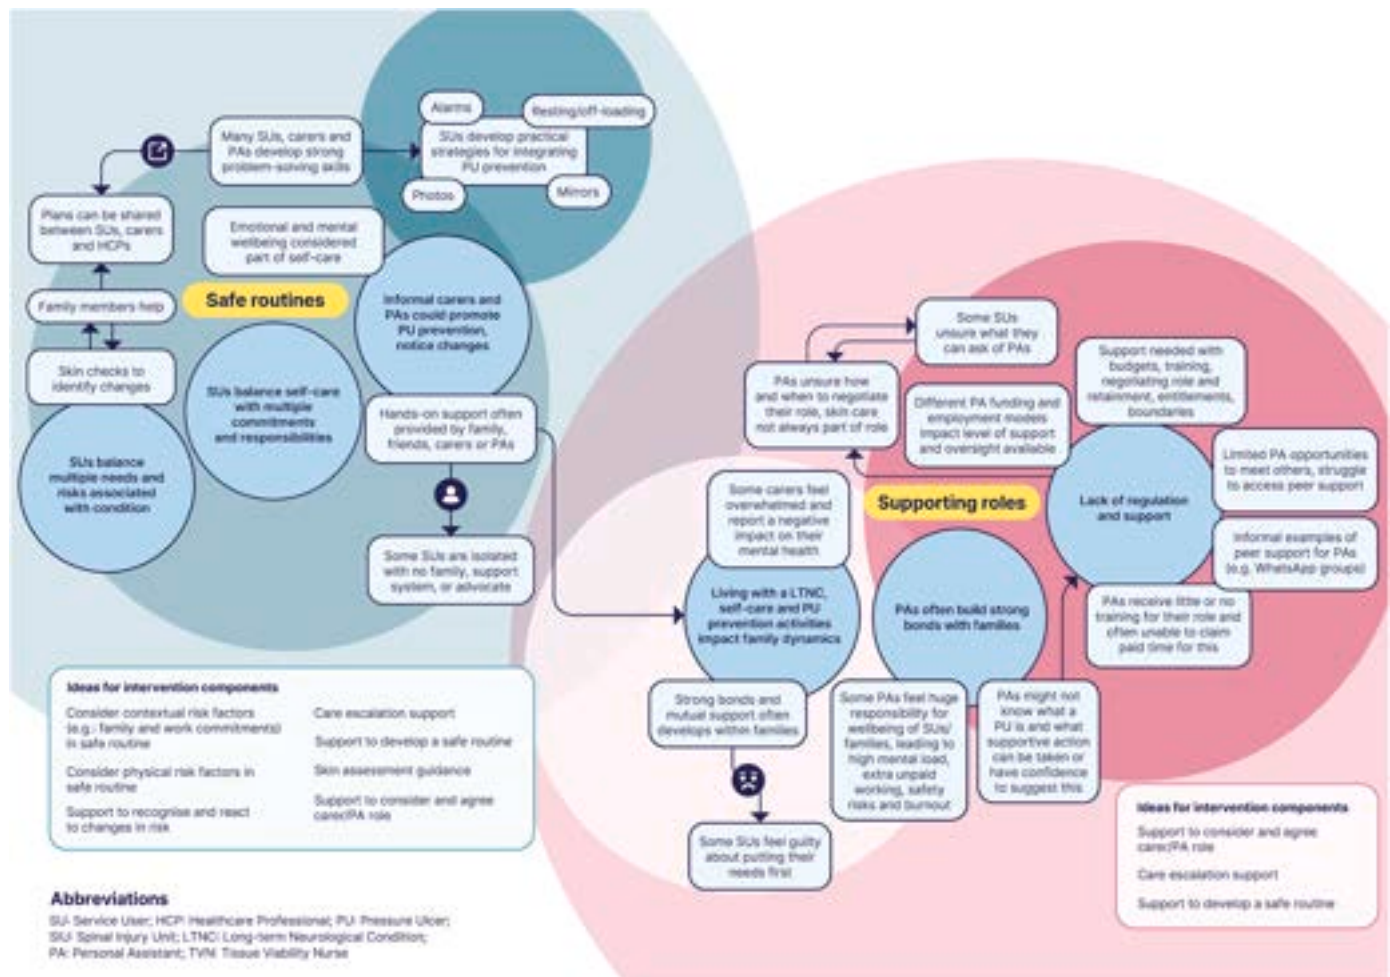 Alarms
Resting/off-loading
Many SUs, carers and
PAs develop strong
problem-solving skills
SUs develop practical
strategies for integrating
PU prevention
Photos
Mirrors
Plans can be shared
between SUs, carers
and HCPs
Emotional and mental
wellbeing considered
part of self-care
Family members help
Safe routines
Informal carers and
PAs could promote
PU prevention,
notice changes
Skin checks to
identify changes
SUs balance self-care
with multiple
commitments
and responsibilities
Hands-on support often
provided by family,
friends, carers or PAs
SUs balance
multiple needs and
risks associated
with condition
Some SUs are isolated
with no family, support
system, or advocate
Some SUs
unsure what they
can ask of PAs
PAs unsure how
and when to negotiate
their role, skin care
not always part of role
Support needed with
budgets, training,
negotiating role and
retainment, entitlements,
boundaries
Different PA funding and
employment models
impact level of support
and oversight available
Limited PA opportunities
to meet others, struggle
to access peer support
Some carers feel
overwhelmed and
report a negative
impact on their
mental health
Supporting roles
Lack of regulation
and support
Informal examples of
peer support for PAs
(e.g. WhatsApp groups)
Living with a LTNC,
self-care and PU
prevention activities
impact family dynamics
PAs often build strong
bonds with families
PAs receive little or no
training for their role and
often unable to claim
paid time for this
Strong bonds and
mutual support often
develops within families
Some PAs feel huge
responsibility for
wellbeing of SUs/
families, leading to
high mental load,
extra unpaid
working, safety
risks and burnout
PAs might not
know what a
PU is and what
supportive action
can be taken or
have confidence
to suggest this
Some SUs feel guilty
about putting their
needs first
Ideas for intervention components
Consider contextual risk factors
(e.g.: family and work commitments)
in safe routine
Consider physical risk factors in
safe routine
Support to recognise and react
to changes in risk
Care escalation support
Support to develop a safe routine
Skin assessment guidance
Support to consider and agree
carer/PA role
Ideas for intervention components
Support to consider and agree
carer/PA role
Care escalation support
Support to develop a safe routine
Abbreviations
SU: Service User; HCP: Healthcare Professional; PU: Pressure Ulcer;
SIU: Spinal Injury Unit; LTNC: Long-term Neurological Condition;
PA: Personal Assistant; TVN: Tissue Viability Nurse